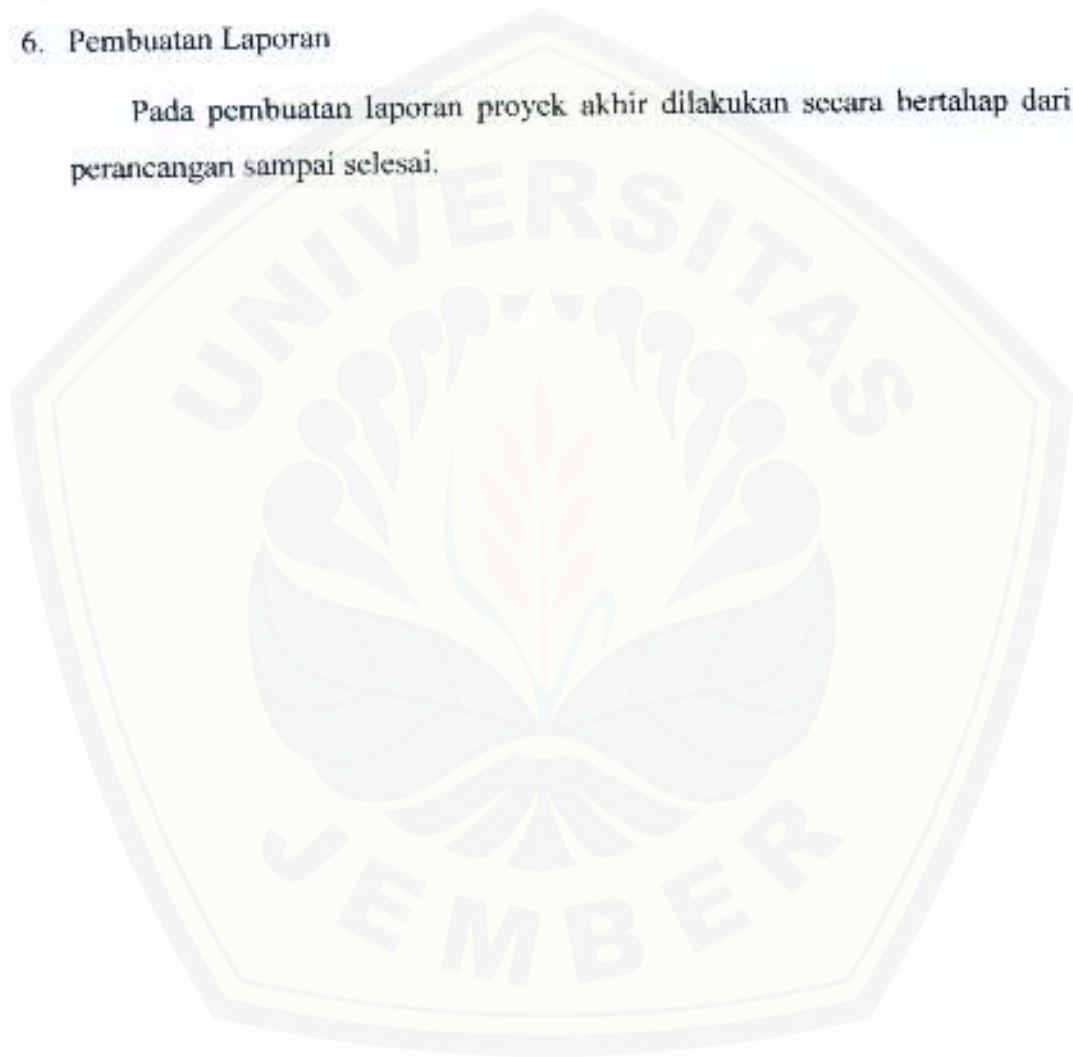 6. Pembuatan Laporan
Pada pembuatan laporan proyek akhir dilakukan secara bertahap dari
perancangan sampai selesai.
UNIVERSITAS
JEMBER